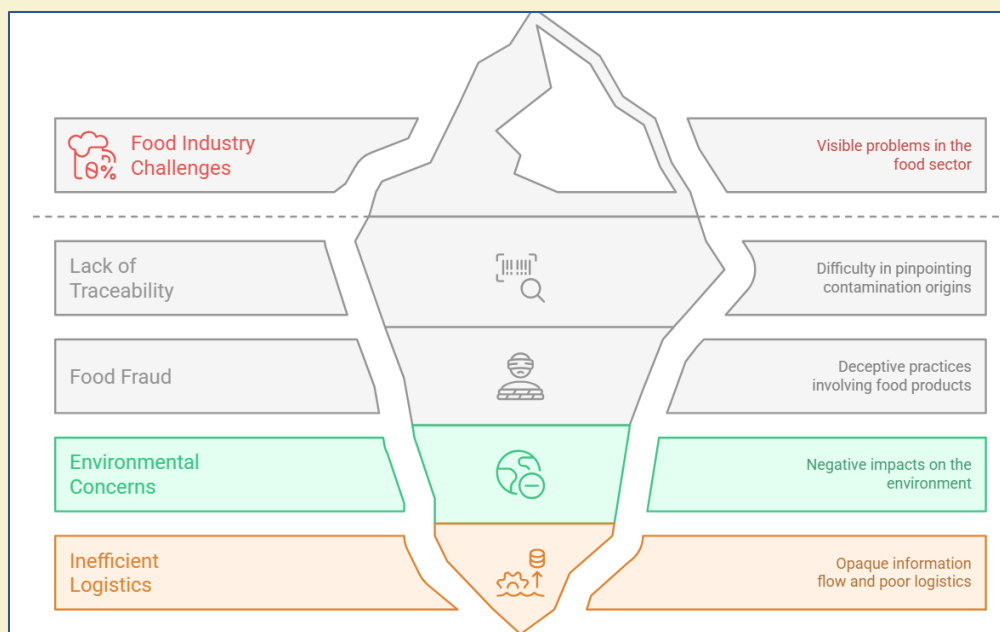 Food Industry
Challenges
Visible problems in the
food sector
Lack of
Traceability
Difficulty in pinpointing
contamination origins
Food Fraud
Deceptive practices
involving food products
Environmental
Concerns
Negative impacts on the
environment
Inefficient
Logistics
Opaque information
flow and poor logistics